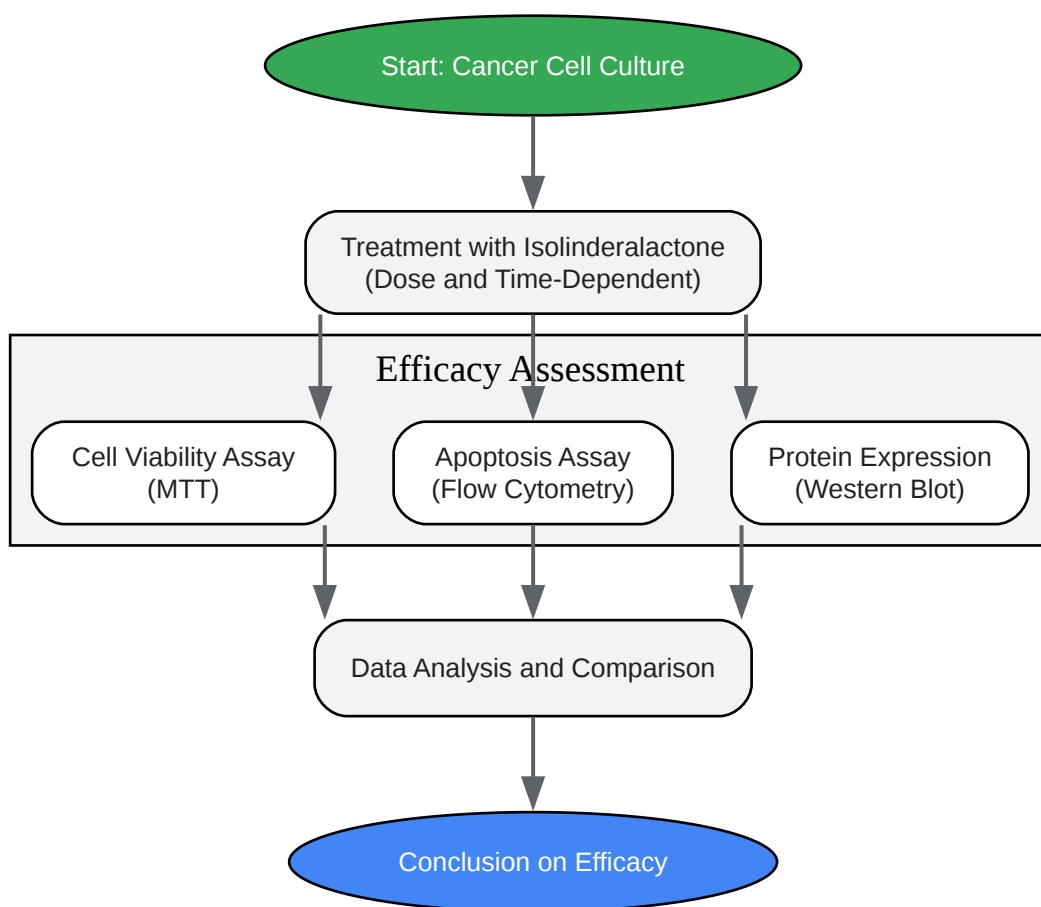 Start: Cancer Cell Culture
Treatment with Isolinderalactone
(Dose and Time-Dependent)
Efficacy Assessment
Cell Viability Assay
(MTT)
Apoptosis Assay
(Flow Cytometry)
Protein Expression
(Western Blot)
Data Analysis and Comparison
Conclusion on Efficacy